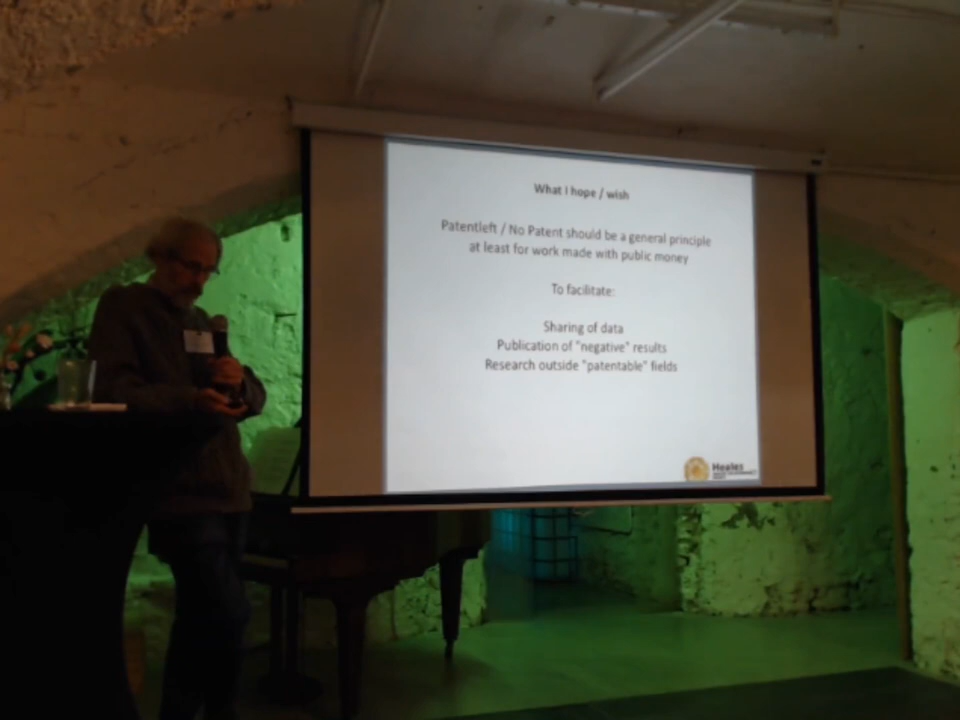 What I hope / wish
Patentleft / No Patent should be a general principle
at least for work made with public money
To facilitate:
Sharing of data
Publication of "negative" results
Research outside "patentable" fields
Heales